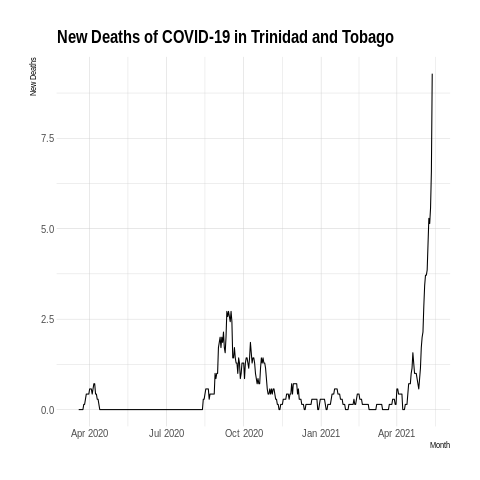 New Deaths of COVID-19 in Trinidad and Tobago
New Deaths
7.5
5.0
2.5
0.0
Apr 2020 Jul 2020 Oct 2020 Jan 2021 Apr 2021
Month